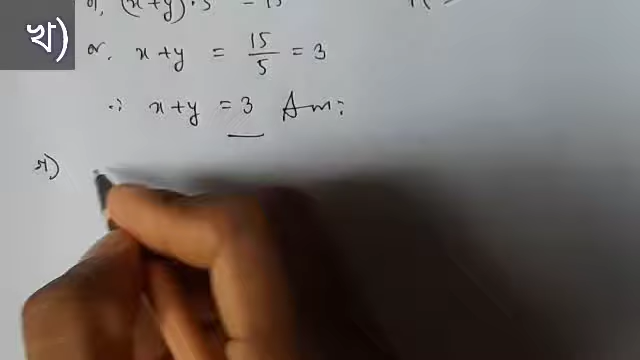 খ)
or, (x+y)·5 = 15
or, x+y = 15/5 = 3
∴ x+y = 3 Ans:
গ)